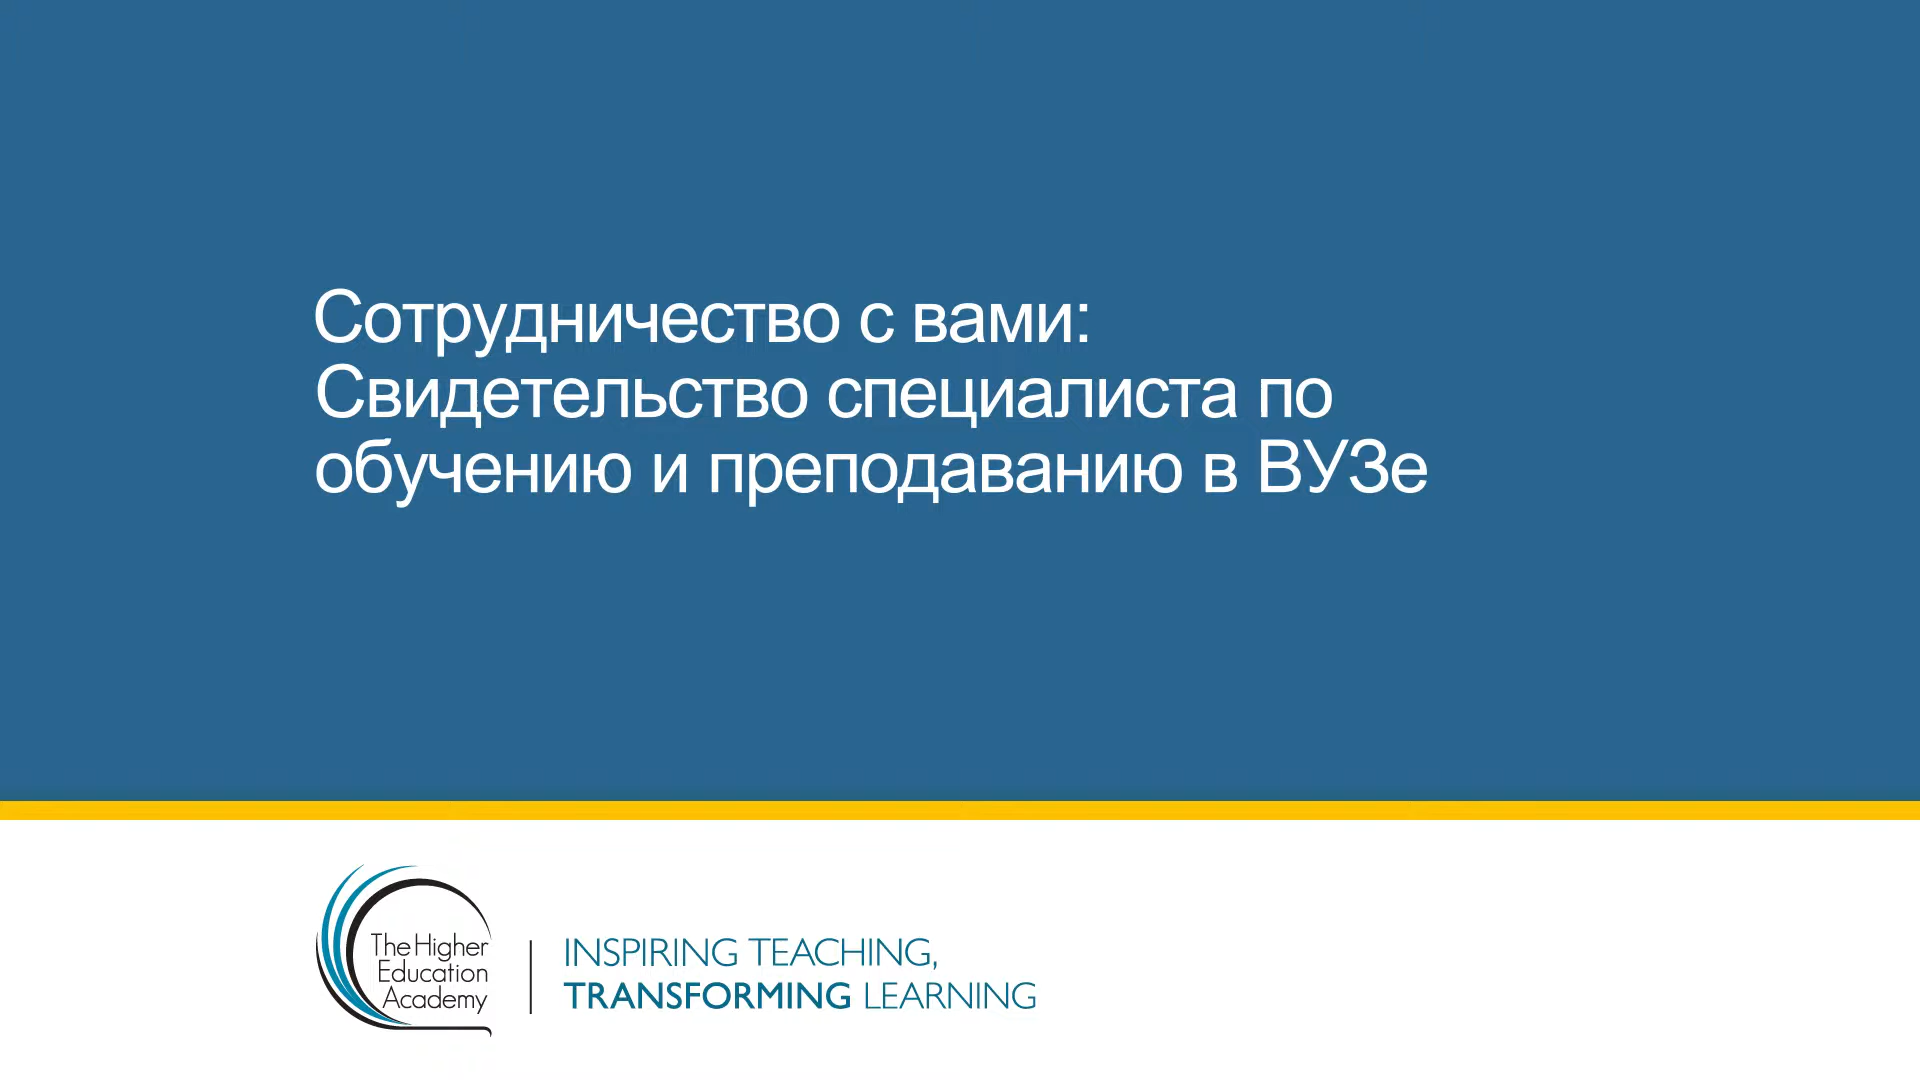 Сотрудничество с вами:
Свидетельство специалиста по
обучению и преподаванию в ВУЗе
The Higher
Education
Academy
INSPIRING TEACHING,
TRANSFORMING LEARNING